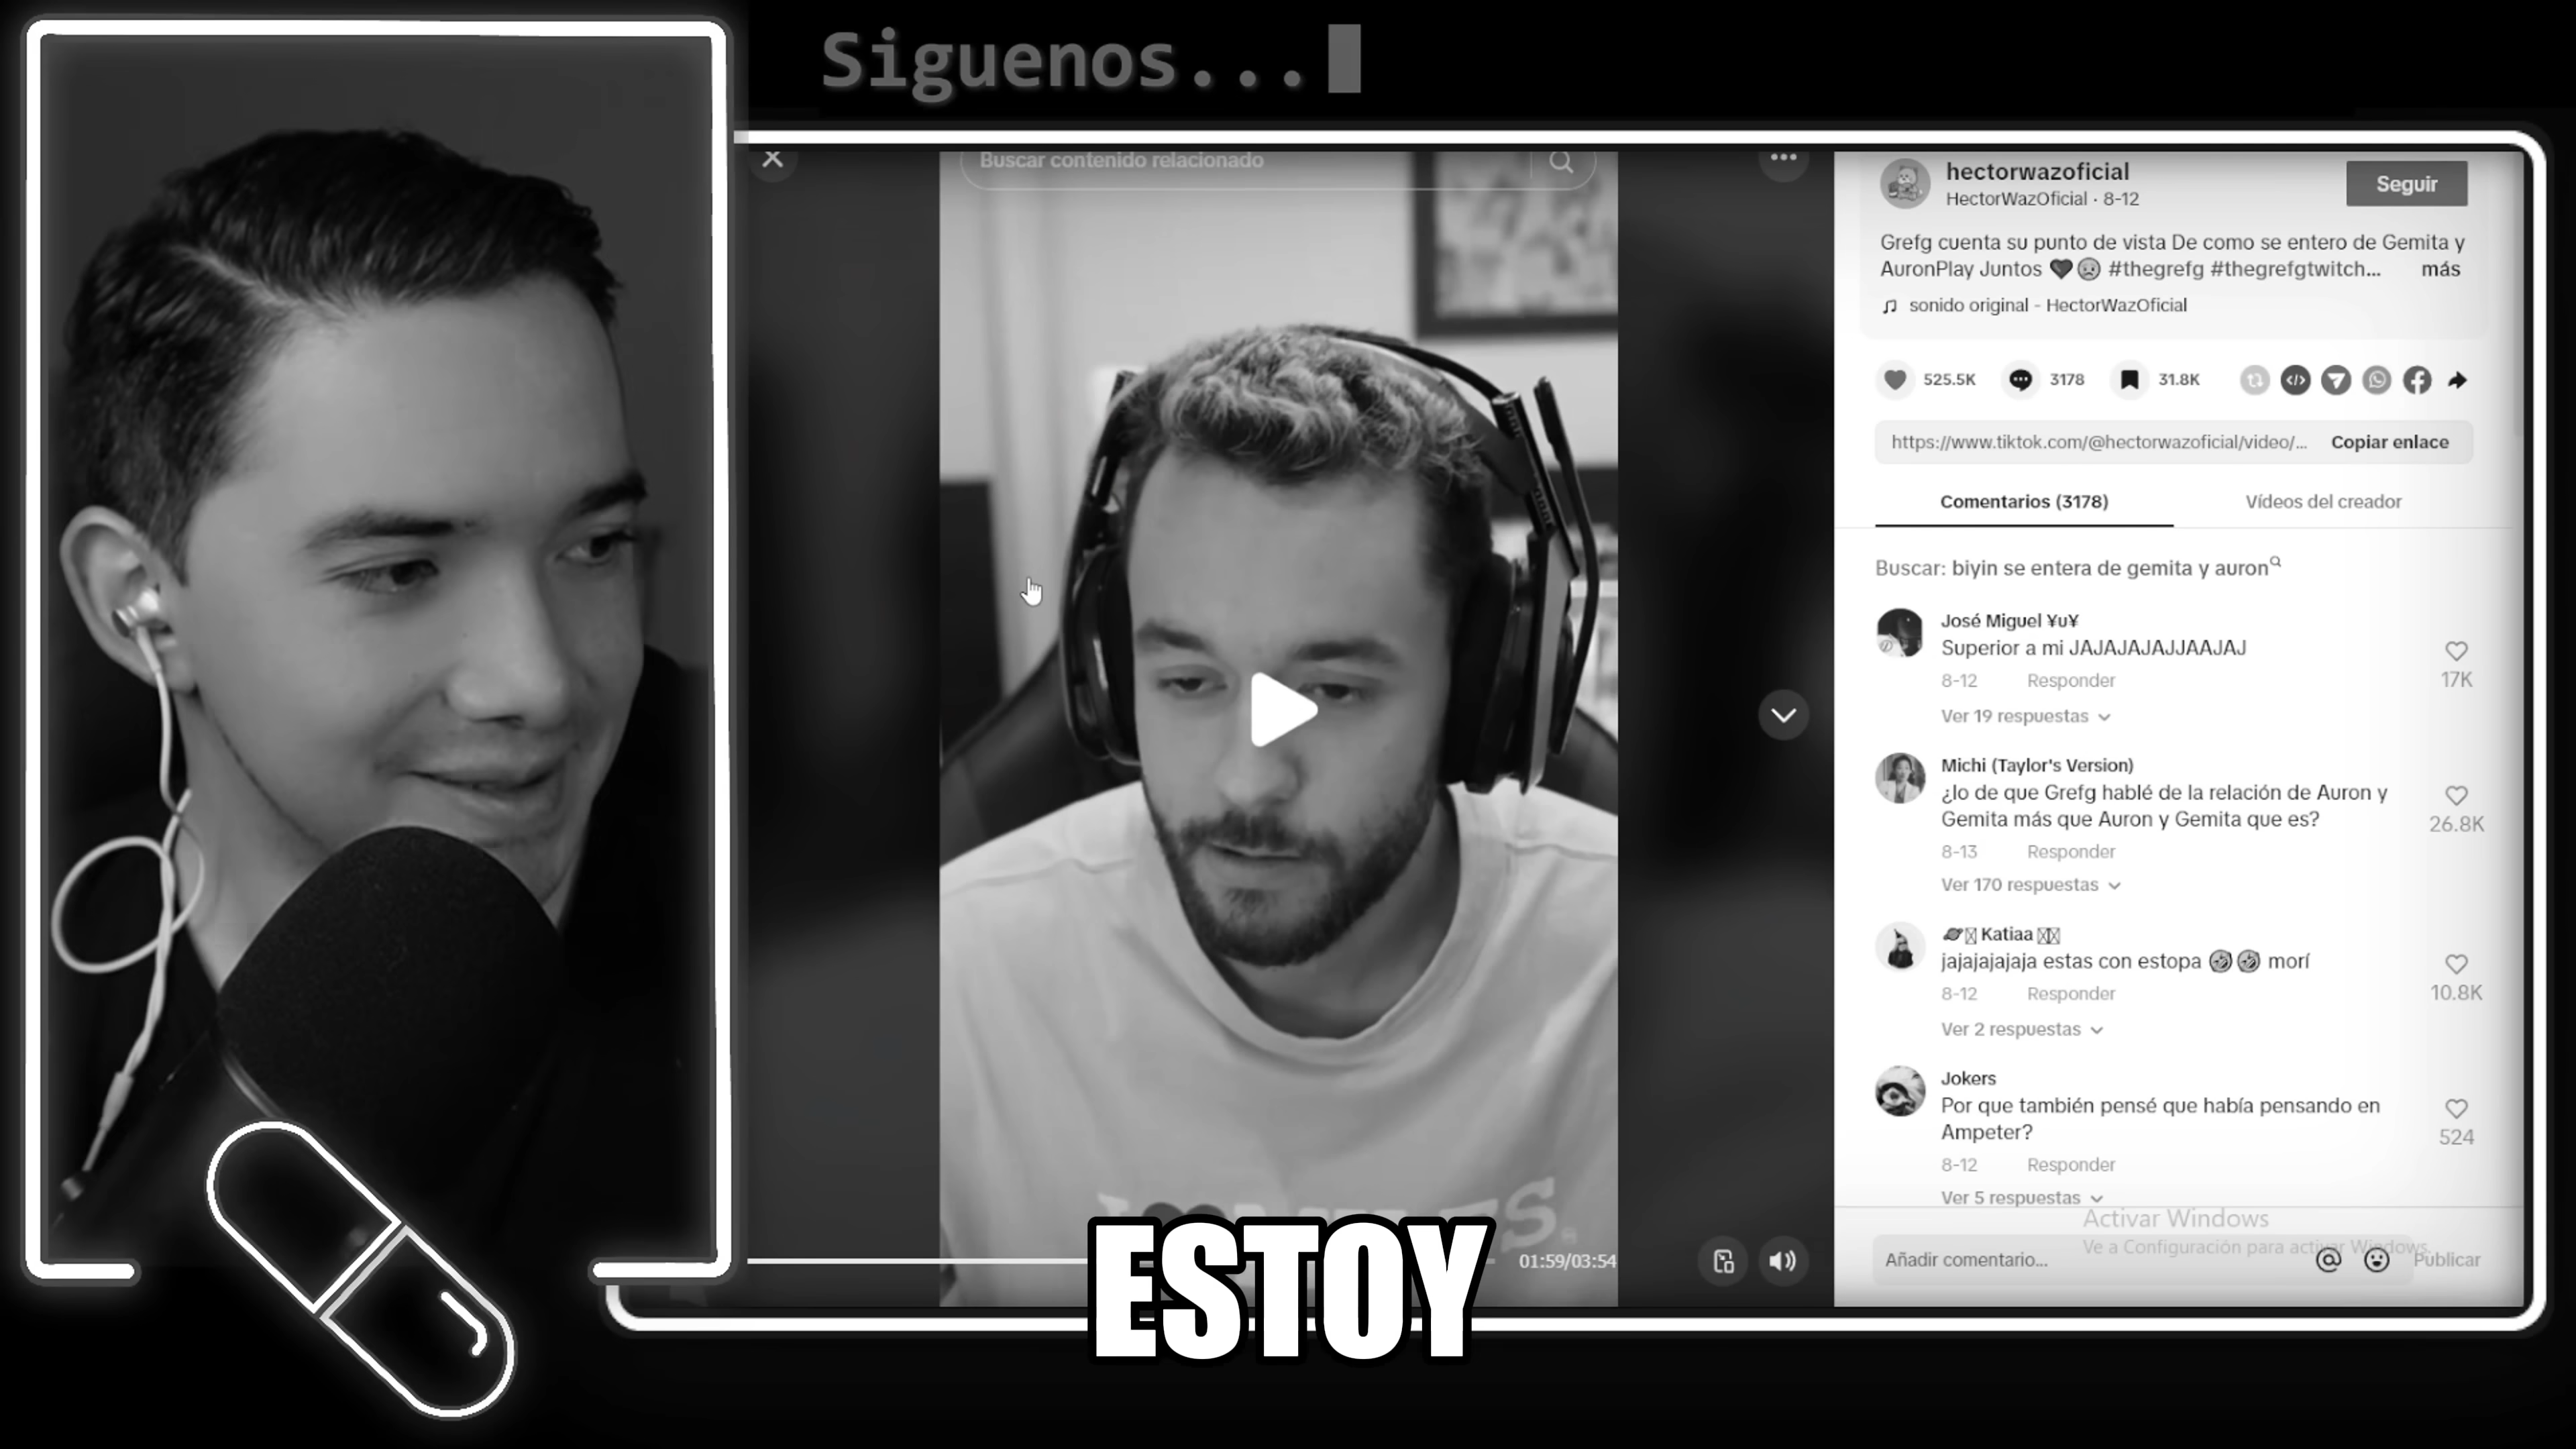 Siguenos...
Buscar contenido relacionado
hectorwazoficial
HectorWazOficial · 8-12
Seguir
Grefg cuenta su punto de vista De como se entero de Gemita y
AuronPlay Juntos 🖤😥 #thegrefg #thegrefgtwitch... más
sonido original - HectorWazOficial
525.5K 3178 31.8K
https://www.tiktok.com/@hectorwazoficial/video/... Copiar enlace
Comentarios (3178) Vídeos del creador
Buscar: biyin se entera de gemita y auron
José Miguel ¥u¥
Superior a mi JAJAJAJAJJAAJAJ
8-12 Responder
17K
Ver 19 respuestas
Michi (Taylor's Version)
¿lo de que Grefg hablé de la relación de Auron y
Gemita más que Auron y Gemita que es?
26.8K
8-13 Responder
Ver 170 respuestas
Katiaa
jajajajajaja estas con estopa 🤣🤣 morí
8-12 Responder
10.8K
Ver 2 respuestas
Jokers
Por que también pensé que había pensando en
Ampeter?
524
8-12 Responder
Ver 5 respuestas
Activar Windows
Ve a Configuración para activar Windows.
Añadir comentario... Publicar
01:59/03:54
ESTOY